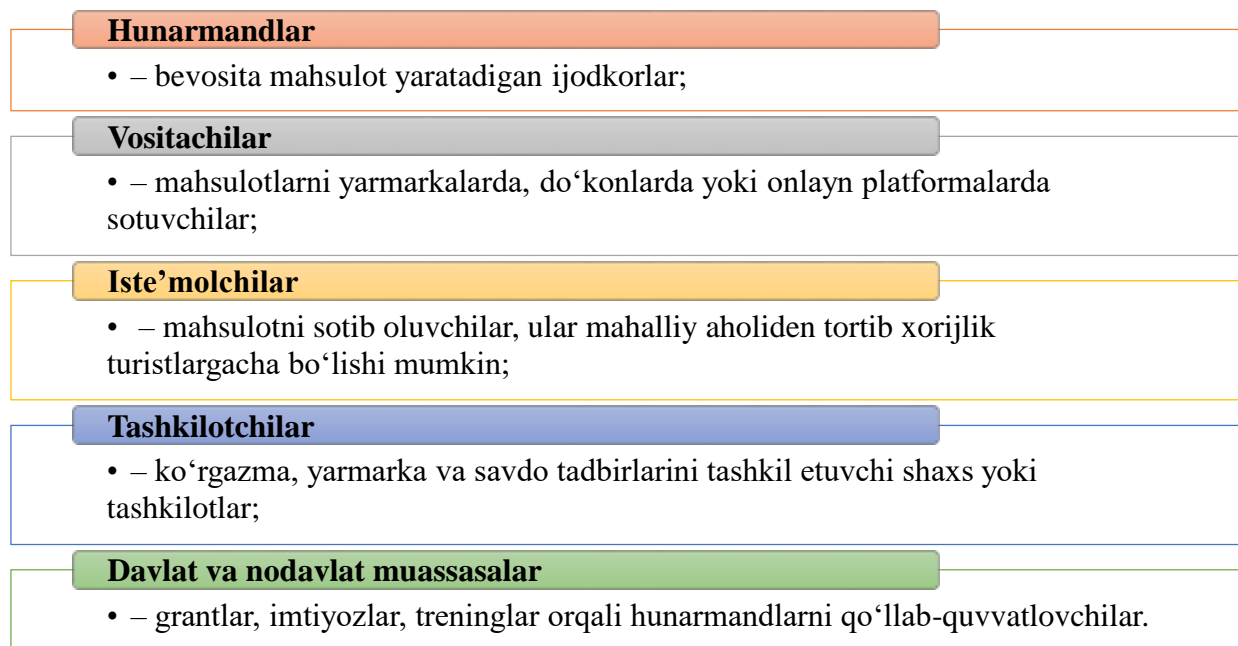 Hunarmandlar
• – bevosita mahsulot yaratadigan ijodkorlar;
Vositachilar
• – mahsulotlarni yarmarkalarda, do‘konlarda yoki onlayn platformalarda
sotuvchilar;
Iste’molchilar
• – mahsulotni sotib oluvchilar, ular mahalliy aholiden tortib xorijlik
turistlargacha bo‘lishi mumkin;
Tashkilotchilar
• – ko‘rgazma, yarmarka va savdo tadbirlarini tashkil etuvchi shaxs yoki
tashkilotlar;
Davlat va nodavlat muassasalar
• – grantlar, imtiyozlar, treninglar orqali hunarmandlarni qo‘llab-quvvatlovchilar.